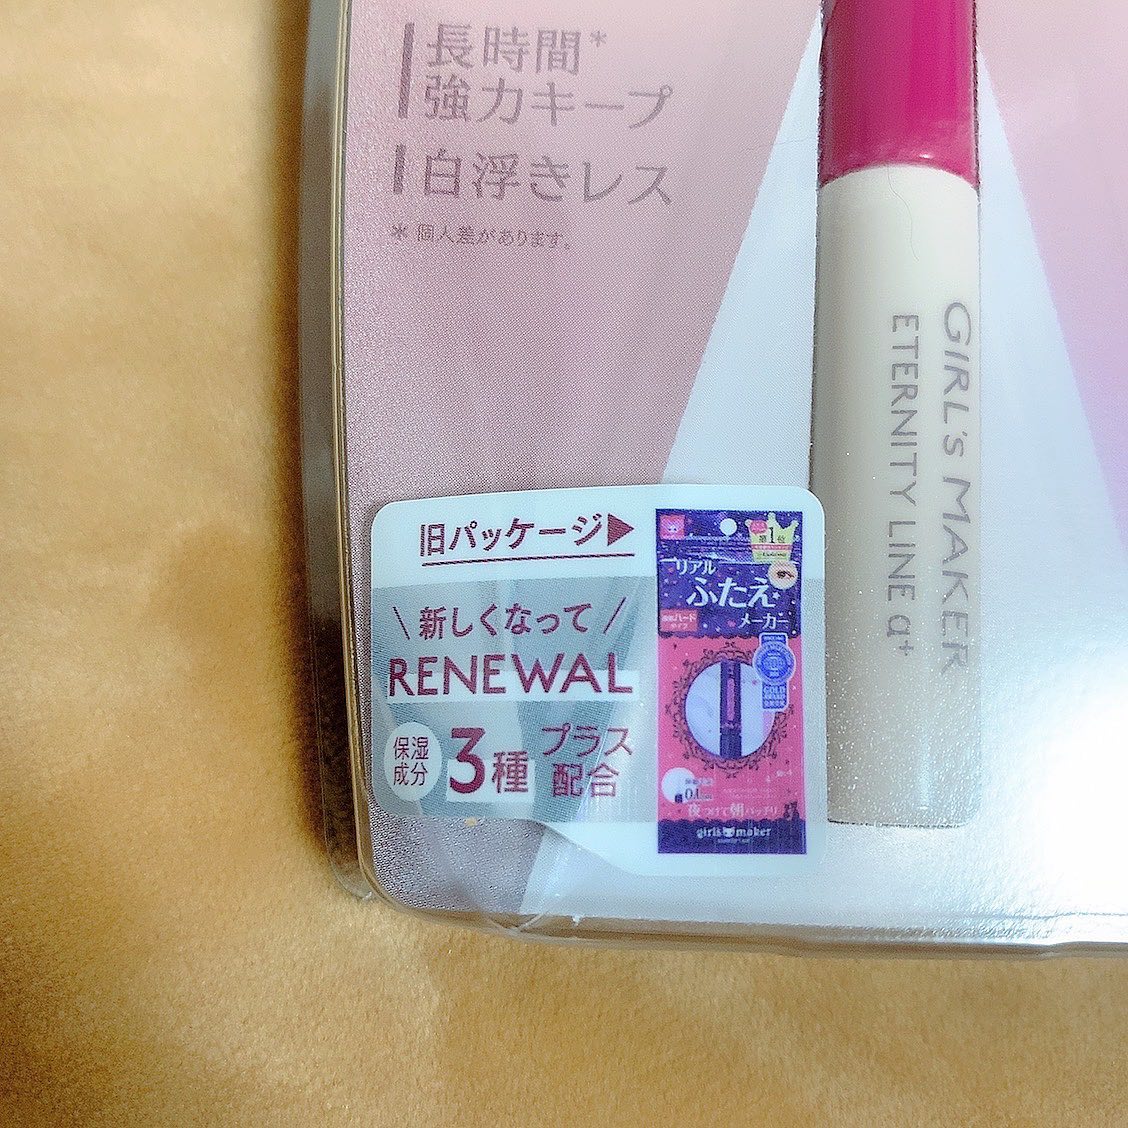 長時間*
強力キープ
白浮きレス
* 個人差があります。
GIRL'S MAKER
ETERNITY LINE α+
旧パッケージ▶
\ 新しくなって /
RENEWAL
保湿
成分
3種
プラス
配合
第1位
リアル
ふたえ
メーカー
ハード
タイプ
GOLD
夜つけて朝パッチリ
girls maker